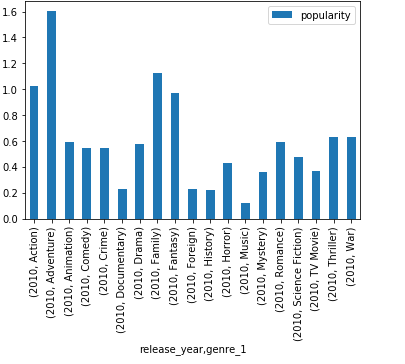 1.6
1.4
1.2
1.0
0.8
0.6
0.4
0.2
0.0
popularity
(2010, Action)
(2010, Adventure)
(2010, Animation)
(2010, Comedy)
(2010, Crime)
(2010, Documentary)
(2010, Drama)
(2010, Family)
(2010, Fantasy)
(2010, Foreign)
(2010, History)
(2010, Horror)
(2010, Music)
(2010, Mystery)
(2010, Romance)
(2010, Science Fiction)
(2010, TV Movie)
(2010, Thriller)
(2010, War)
release_year,genre_1